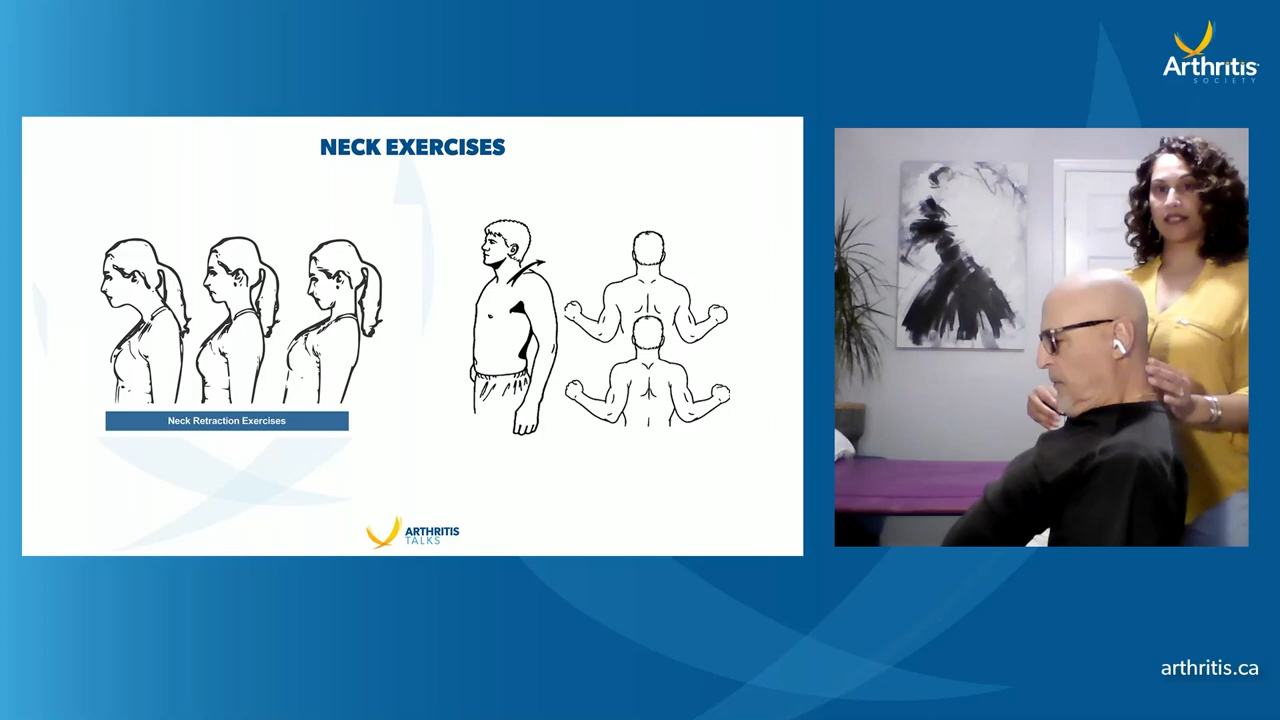 Arthritis
SOCIETY
NECK EXERCISES
Neck Retraction Exercises
ARTHRITIS
TALKS
arthritis.ca